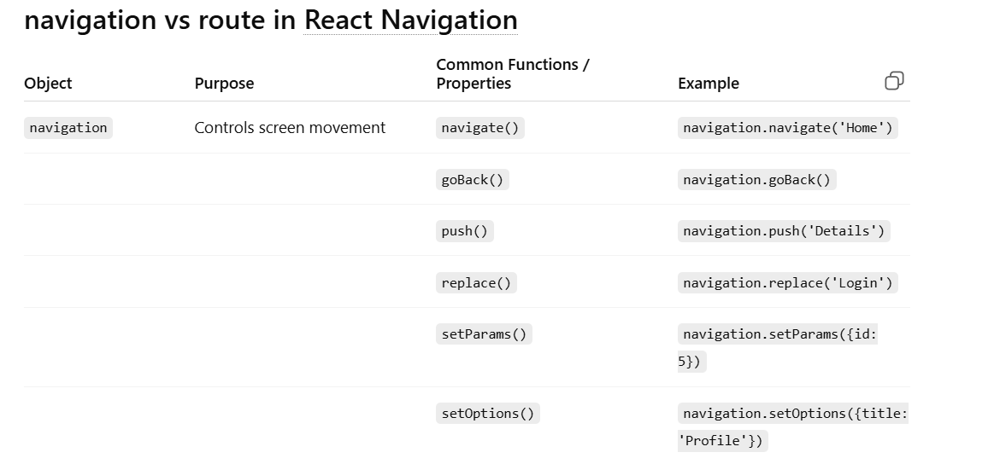 navigation vs route in React Navigation
Common Functions /
Object Purpose Properties Example
navigation Controls screen movement navigate() navigation.navigate('Home')
goBack() navigation.goBack()
push() navigation.push('Details')
replace() navigation.replace('Login')
setParams() navigation.setParams({id:
5})
setOptions() navigation.setOptions({title:
'Profile'})